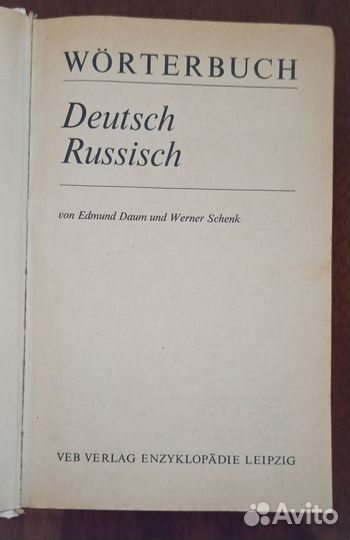 WÖRTERBUCH
Deutsch
Russisch
von Edmund Daum und Werner Schenk
VEB VERLAG ENZYKLOPÄDIE LEIPZIG
Avito